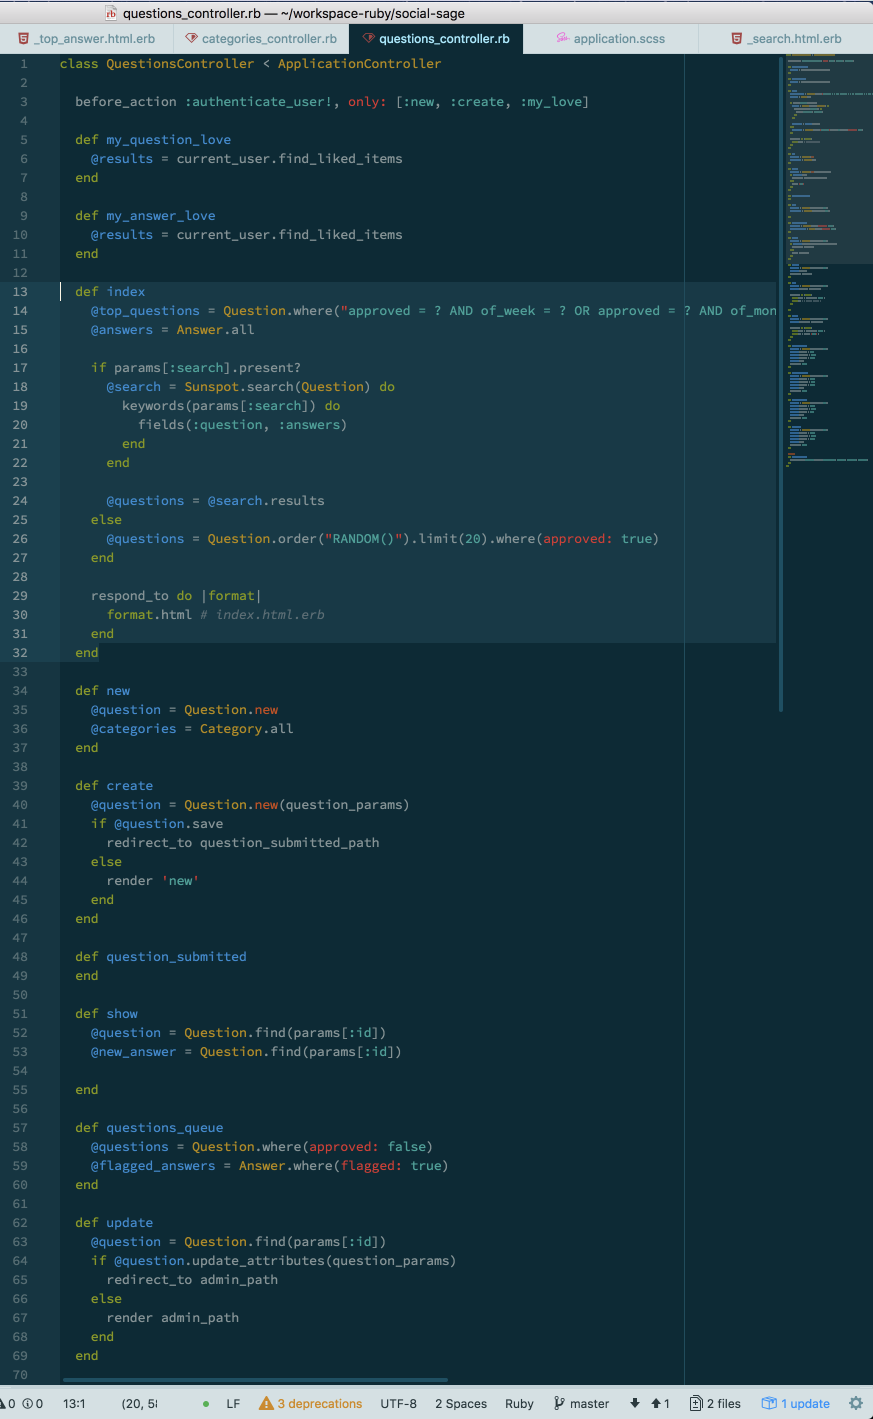 questions_controller.rb — ~/workspace-ruby/social-sage
_top_answer.html.erb categories_controller.rb questions_controller.rb application.scss _search.html.erb
1 class QuestionsController < ApplicationController
2
3 before_action :authenticate_user!, only: [:new, :create, :my_love]
4
5 def my_question_love
6 @results = current_user.find_liked_items
7 end
8
9 def my_answer_love
10 @results = current_user.find_liked_items
11 end
12
13 def index
14 @top_questions = Question.where("approved = ? AND of_week = ? OR approved = ? AND of_mon
15 @answers = Answer.all
16
17 if params[:search].present?
18 @search = Sunspot.search(Question) do
19 keywords(params[:search]) do
20 fields(:question, :answers)
21 end
22 end
23
24 @questions = @search.results
25 else
26 @questions = Question.order("RANDOM()").limit(20).where(approved: true)
27 end
28
29 respond_to do |format|
30 format.html # index.html.erb
31 end
32 end
33
34 def new
35 @question = Question.new
36 @categories = Category.all
37 end
38
39 def create
40 @question = Question.new(question_params)
41 if @question.save
42 redirect_to question_submitted_path
43 else
44 render 'new'
45 end
46 end
47
48 def question_submitted
49 end
50
51 def show
52 @question = Question.find(params[:id])
53 @new_answer = Question.find(params[:id])
54
55 end
56
57 def questions_queue
58 @questions = Question.where(approved: false)
59 @flagged_answers = Answer.where(flagged: true)
60 end
61
62 def update
63 @question = Question.find(params[:id])
64 if @question.update_attributes(question_params)
65 redirect_to admin_path
66 else
67 render admin_path
68 end
69 end
70
0 0 13:1 (20, 58 LF 3 deprecations UTF-8 2 Spaces Ruby master 1 2 files 1 update